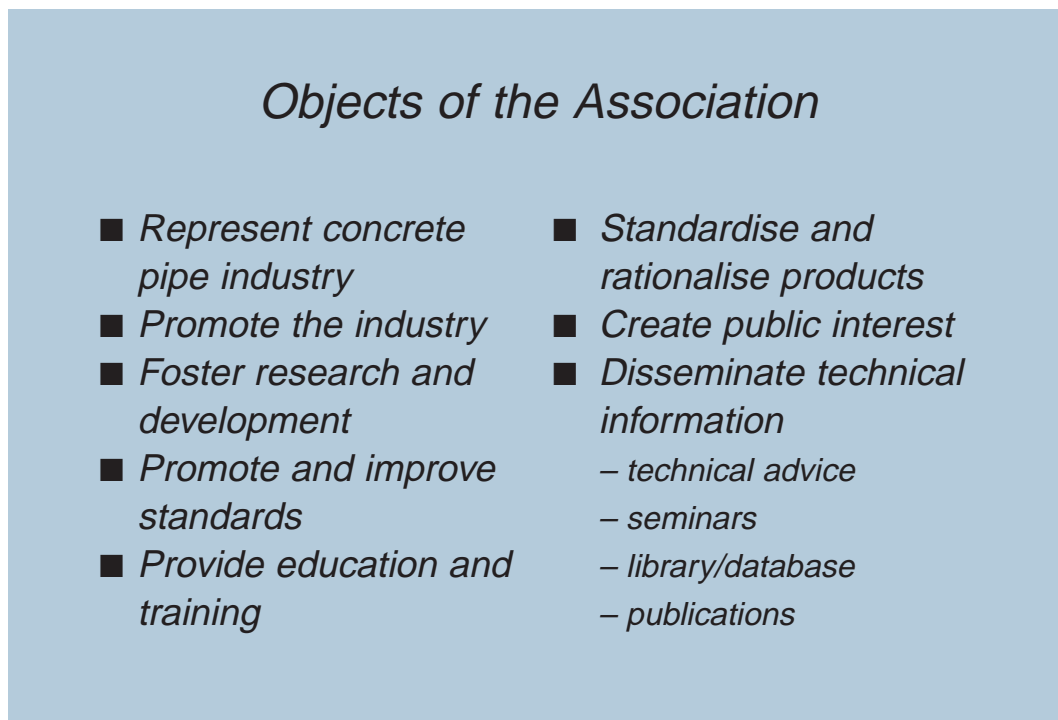 Objects of the Association
■ Represent concrete
pipe industry
■ Promote the industry
■ Foster research and
development
■ Promote and improve
standards
■ Provide education and
training
■ Standardise and
rationalise products
■ Create public interest
■ Disseminate technical
information
– technical advice
– seminars
– library/database
– publications